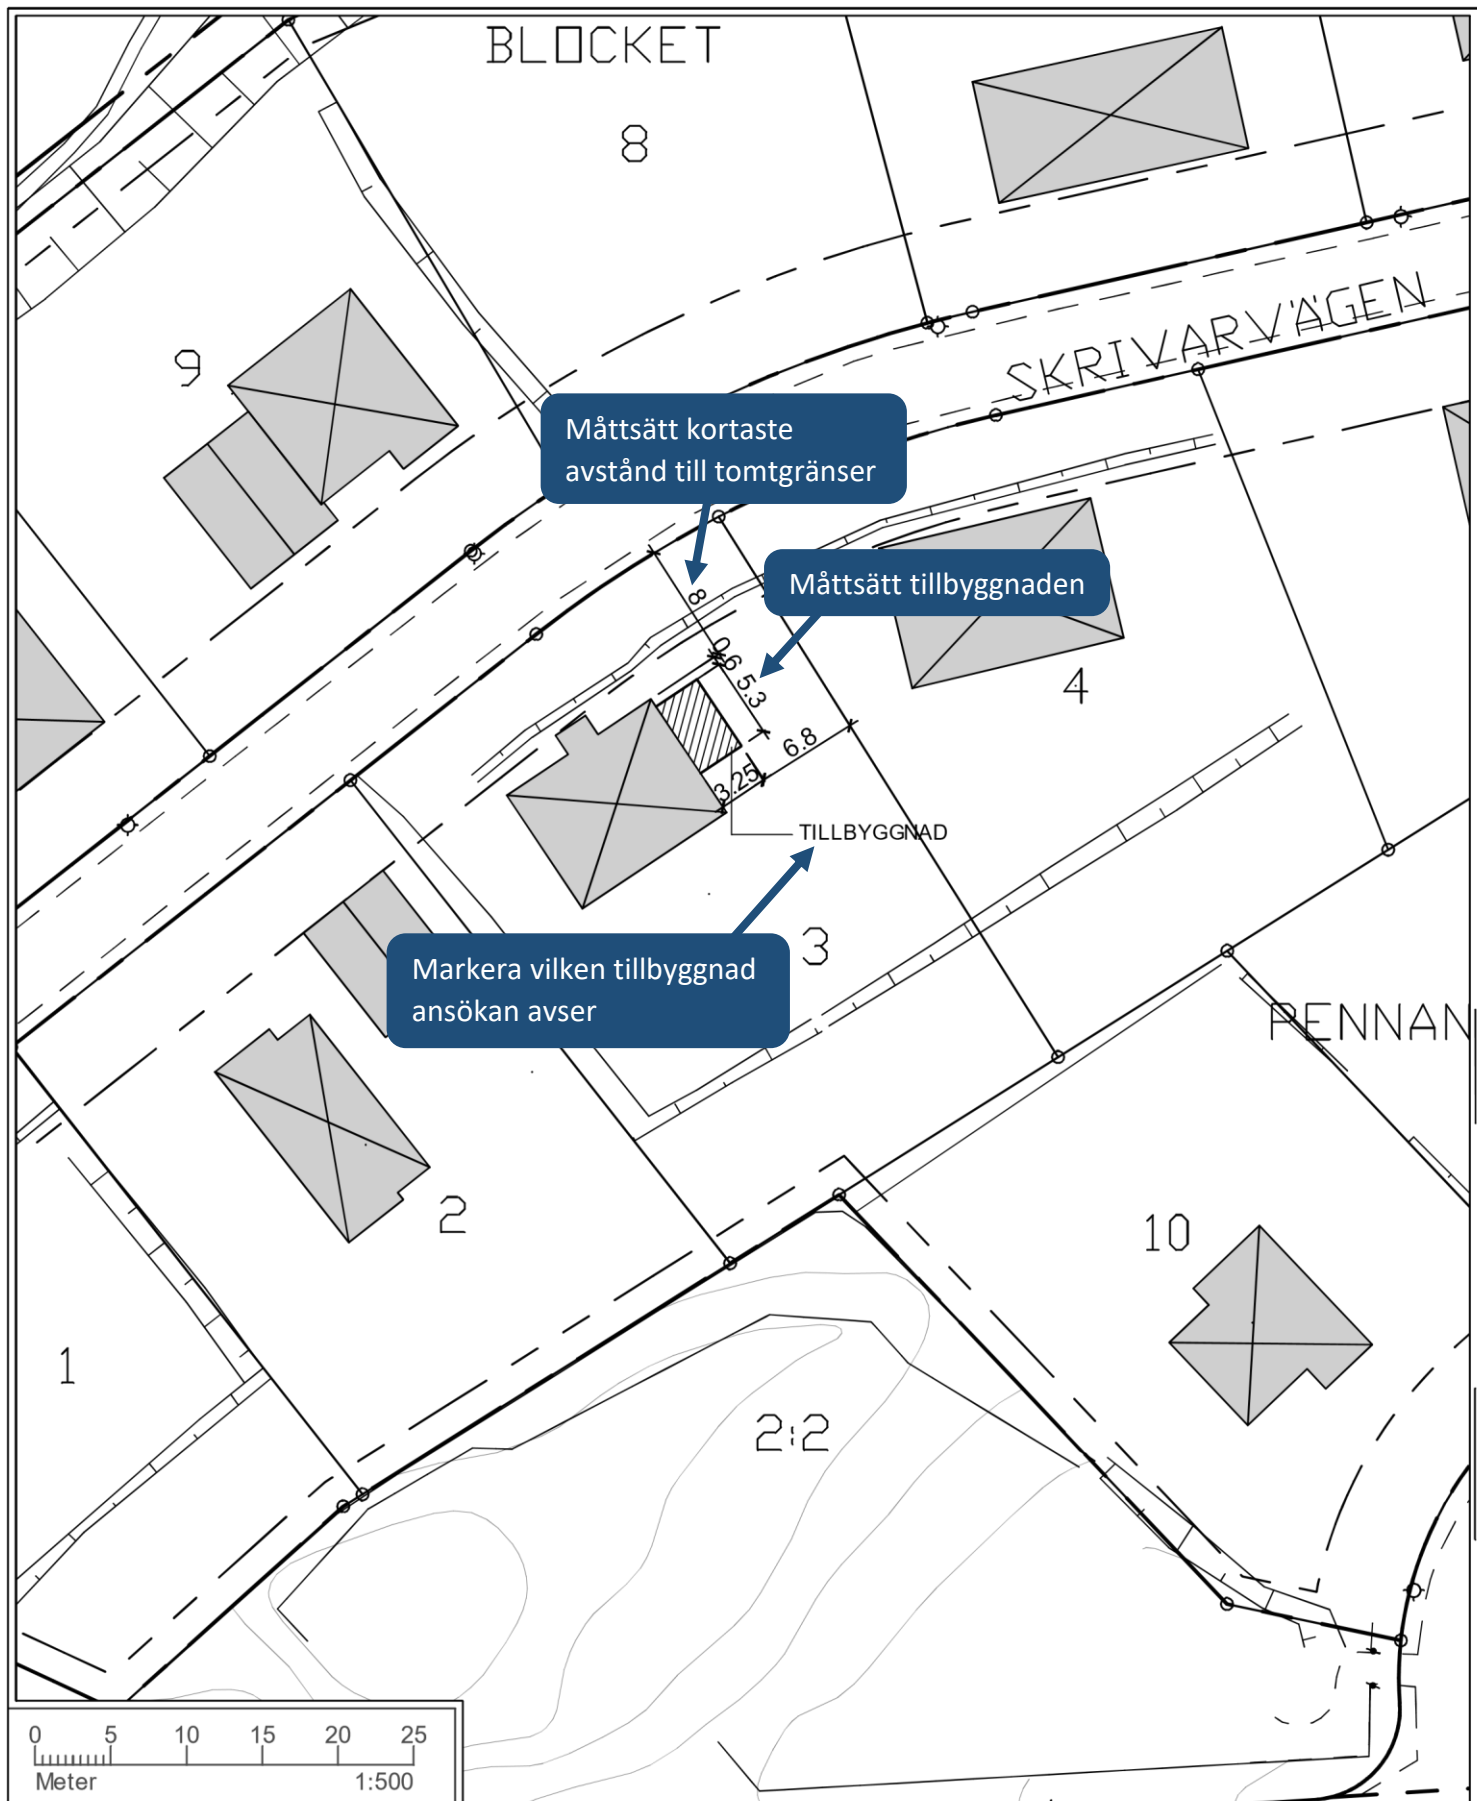 BLOCKET
8
SKRIVARVÄGEN
9
Måttsätt kortaste
avstånd till tomtgränser
Måttsätt tillbyggnaden
8
0.6
5.3
4
6.8
3.25
TILLBYGGNAD
3
Markera vilken tillbyggnad
ansökan avser
PENNAN
2
10
1
2:2
0 5 10 15 20 25
Meter 1:500